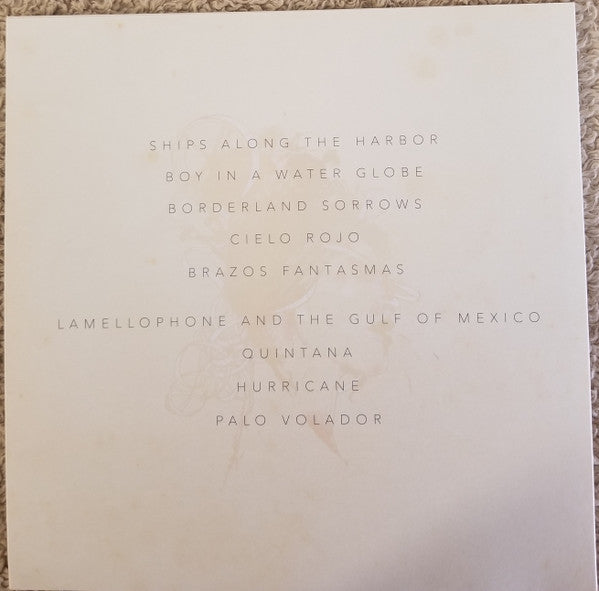 SHIPS ALONG THE HARBOR
BOY IN A WATER GLOBE
BORDERLAND SORROWS
CIELO ROJO
BRAZOS FANTASMAS
LAMELLOPHONE AND THE GULF OF MEXICO
QUINTANA
HURRICANE
PALO VOLADOR